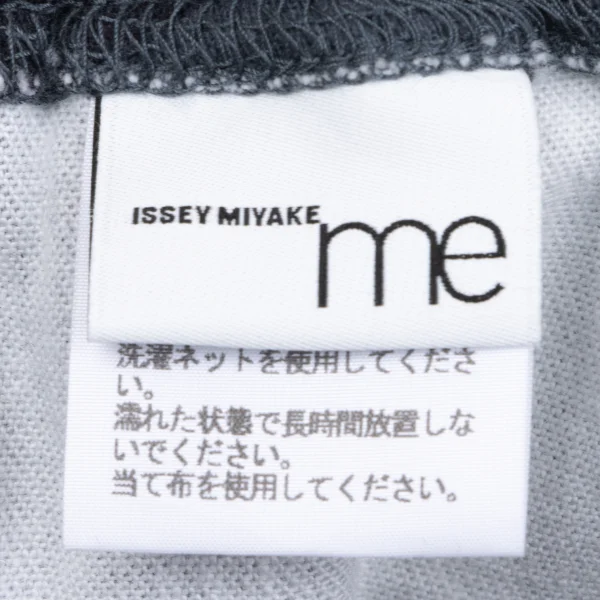 ISSEY MIYAKE me
洗濯ネットを使用してくださ
い。
濡れた状態で長時間放置しな
いでください。
当て布を使用してください。